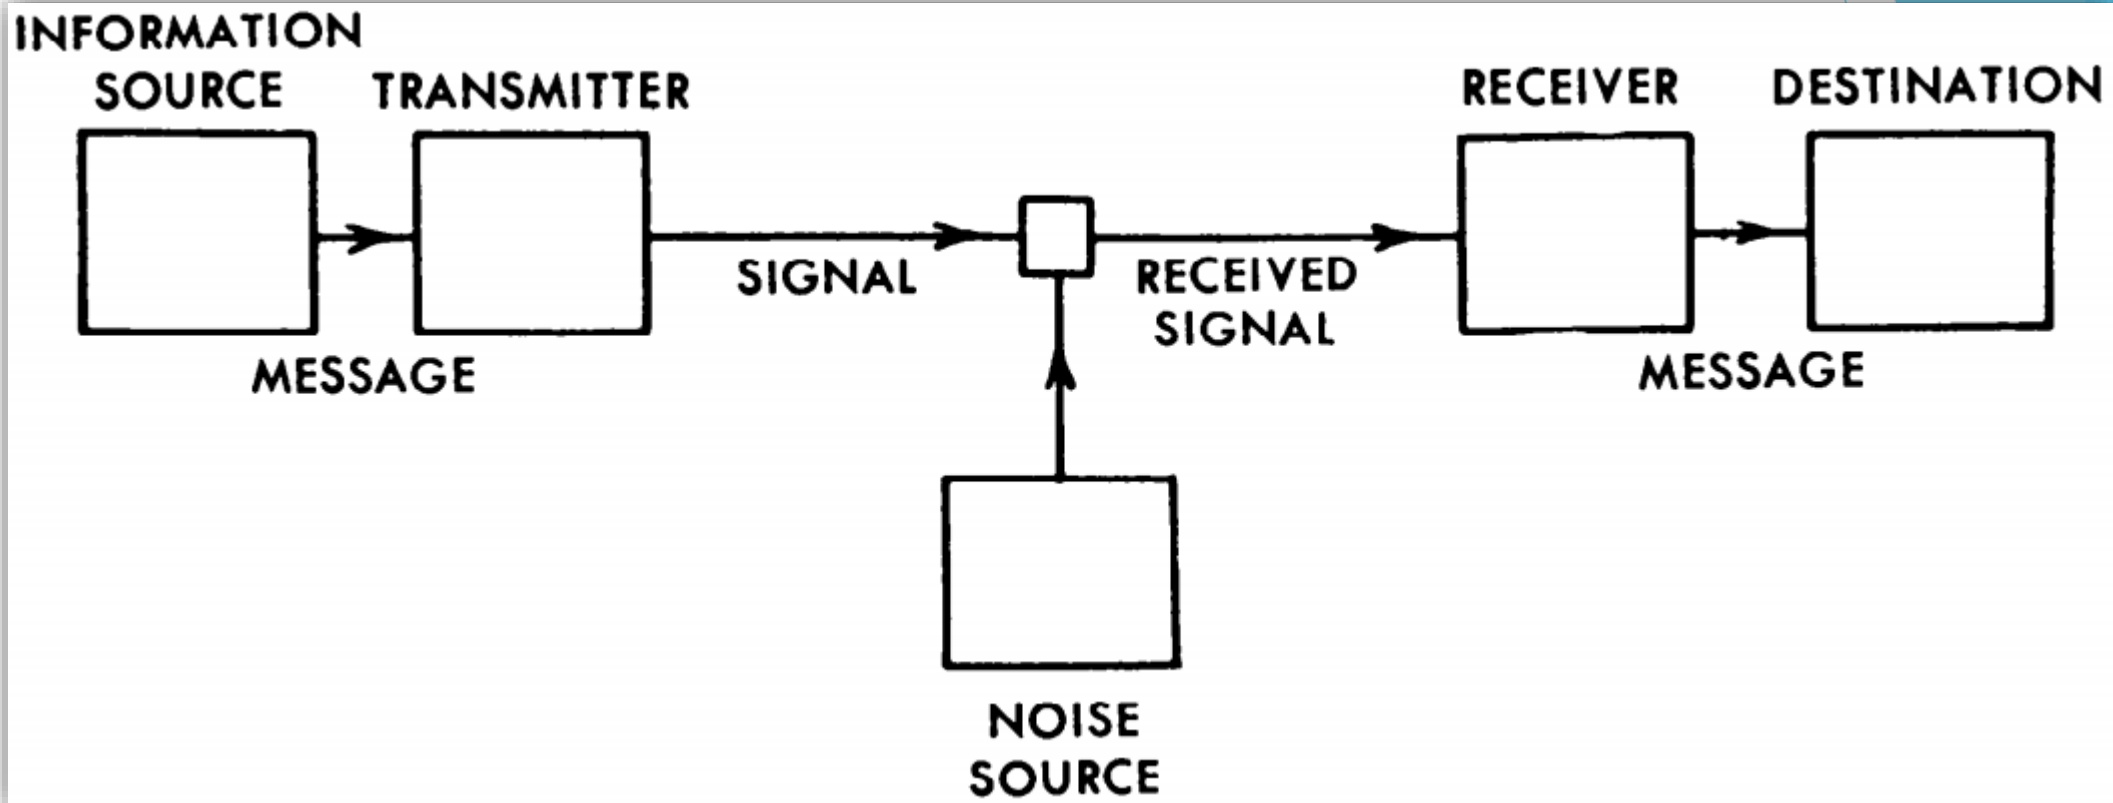 INFORMATION
SOURCE
TRANSMITTER
RECEIVER
DESTINATION
SIGNAL
RECEIVED
SIGNAL
MESSAGE
MESSAGE
NOISE
SOURCE